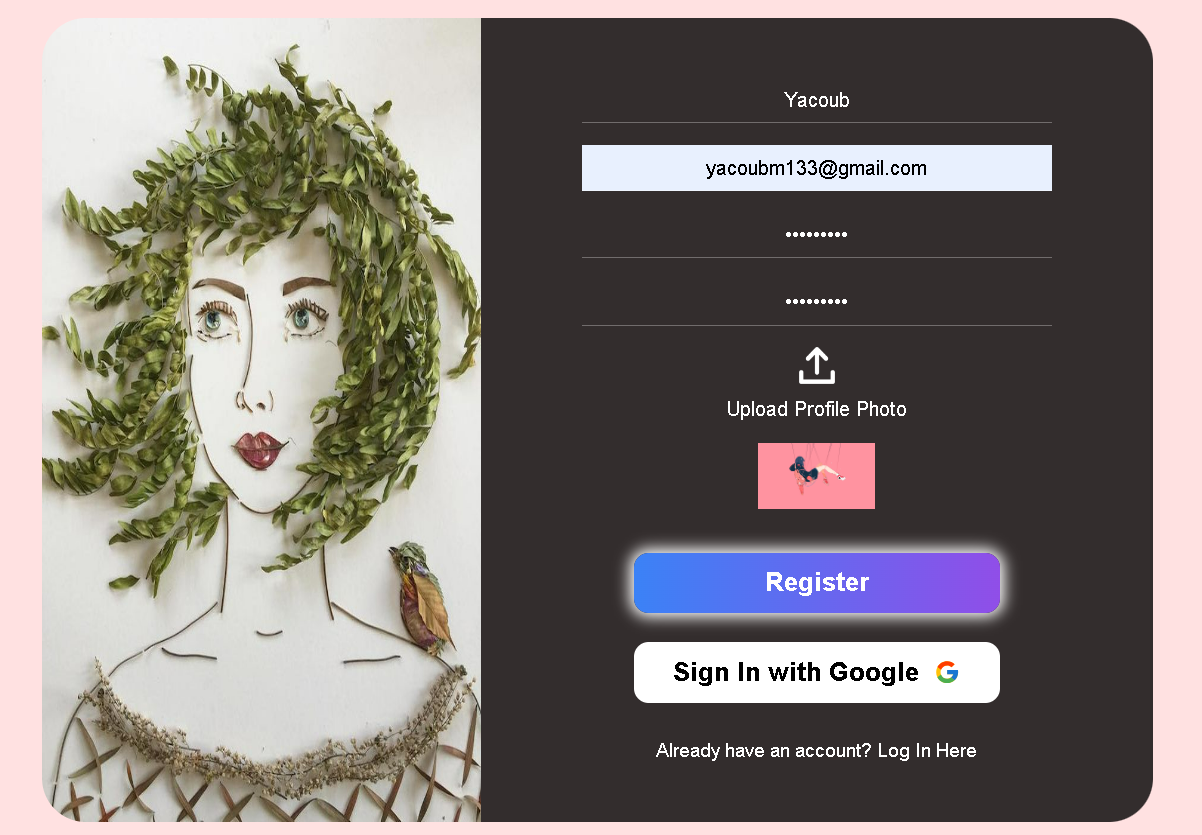 Yacoub
yacoubm133@gmail.com
•••••••••
•••••••••
Upload Profile Photo
Register
Sign In with Google
Already have an account? Log In Here